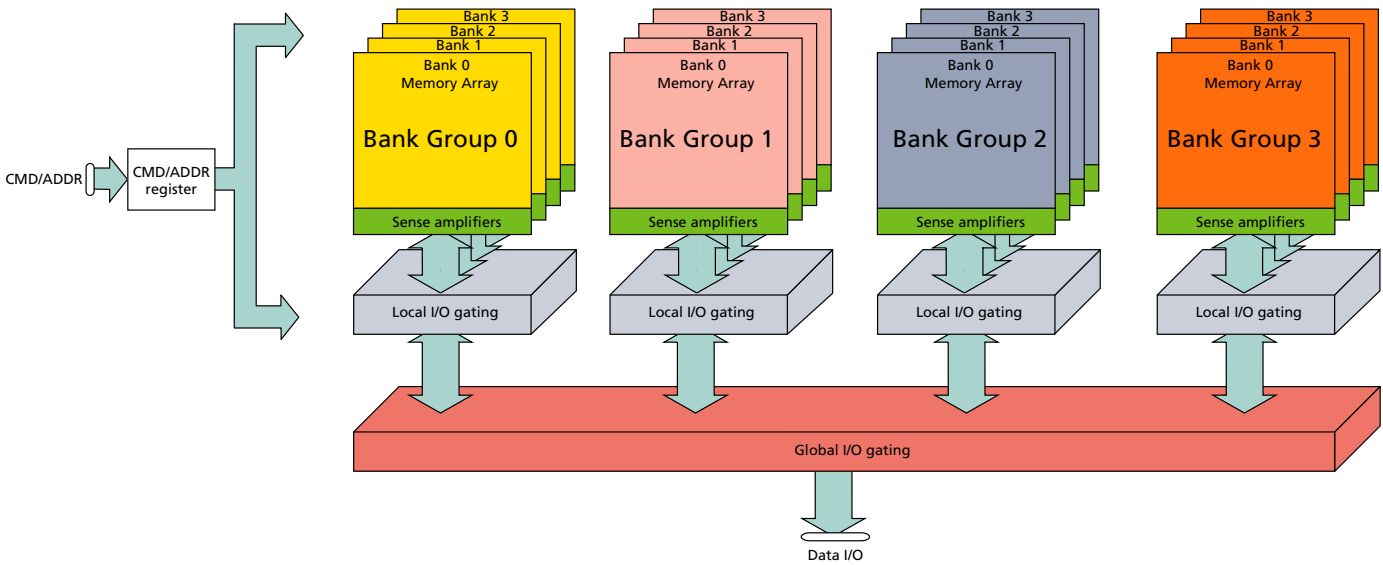 CMD/ADDR
CMD/ADDR
register
Bank 3
Bank 2
Bank 1
Bank 0
Memory Array
Bank Group 0
Sense amplifiers
Local I/O gating
Bank 3
Bank 2
Bank 1
Bank 0
Memory Array
Bank Group 1
Sense amplifiers
Local I/O gating
Bank 3
Bank 2
Bank 1
Bank 0
Memory Array
Bank Group 2
Sense amplifiers
Local I/O gating
Bank 3
Bank 2
Bank 1
Bank 0
Memory Array
Bank Group 3
Sense amplifiers
Local I/O gating
Global I/O gating
Data I/O